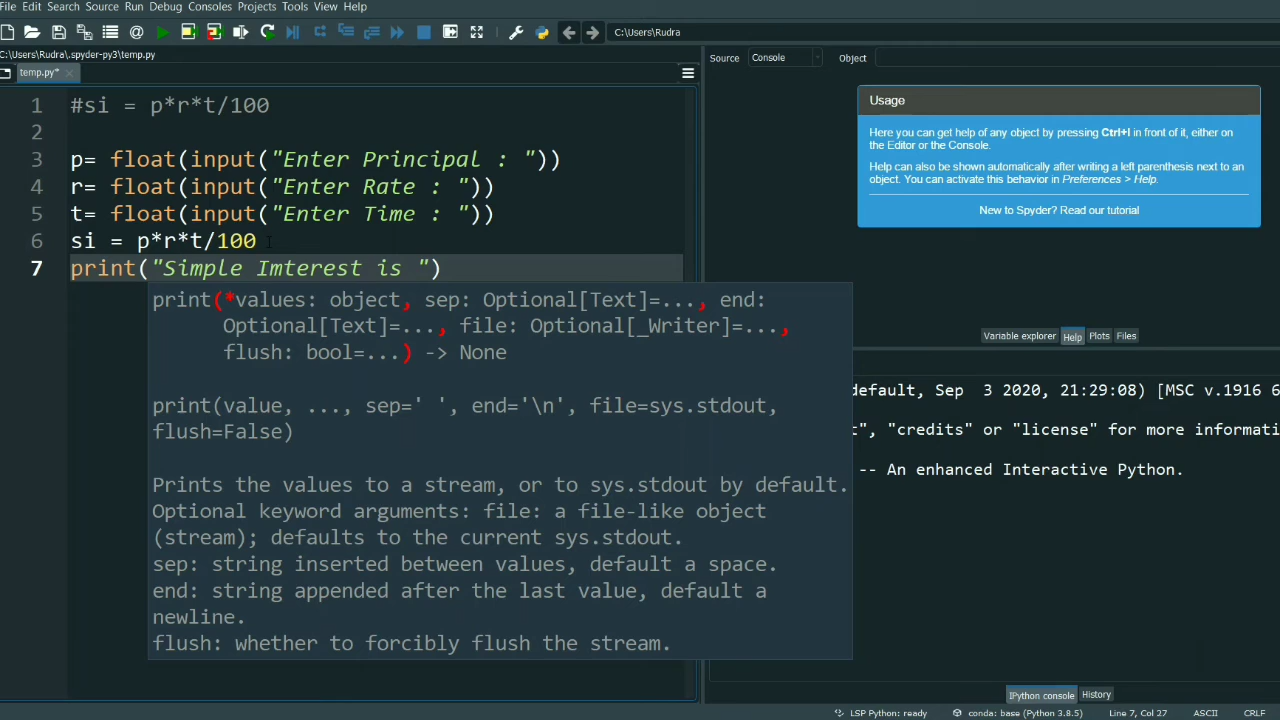 File Edit Search Source Run Debug Consoles Projects Tools View Help
C:\Users\Rudra
C:\Users\Rudra\.spyder-py3\temp.py
temp.py*
1 #si = p*r*t/100
2
3 p= float(input("Enter Principal : "))
4 r= float(input("Enter Rate : "))
5 t= float(input("Enter Time : "))
6 si = p*r*t/100
7 print("Simple Imterest is ")
print(*values: object, sep: Optional[Text]=..., end:
Optional[Text]=..., file: Optional[_Writer]=...,
flush: bool=...) -> None
print(value, ..., sep=' ', end='\n', file=sys.stdout,
flush=False)
Prints the values to a stream, or to sys.stdout by default.
Optional keyword arguments: file: a file-like object
(stream); defaults to the current sys.stdout.
sep: string inserted between values, default a space.
end: string appended after the last value, default a
newline.
flush: whether to forcibly flush the stream.
Source Console Object
Usage
Here you can get help of any object by pressing Ctrl+I in front of it, either on
the Editor or the Console.
Help can also be shown automatically after writing a left parenthesis next to an
object. You can activate this behavior in Preferences > Help.
New to Spyder? Read our tutorial
Variable explorer Help Plots Files
default, Sep 3 2020, 21:29:08) [MSC v.1916 6
t", "credits" or "license" for more informati
-- An enhanced Interactive Python.
IPython console History
LSP Python: ready conda: base (Python 3.8.5) Line 7, Col 27 ASCII CRLF